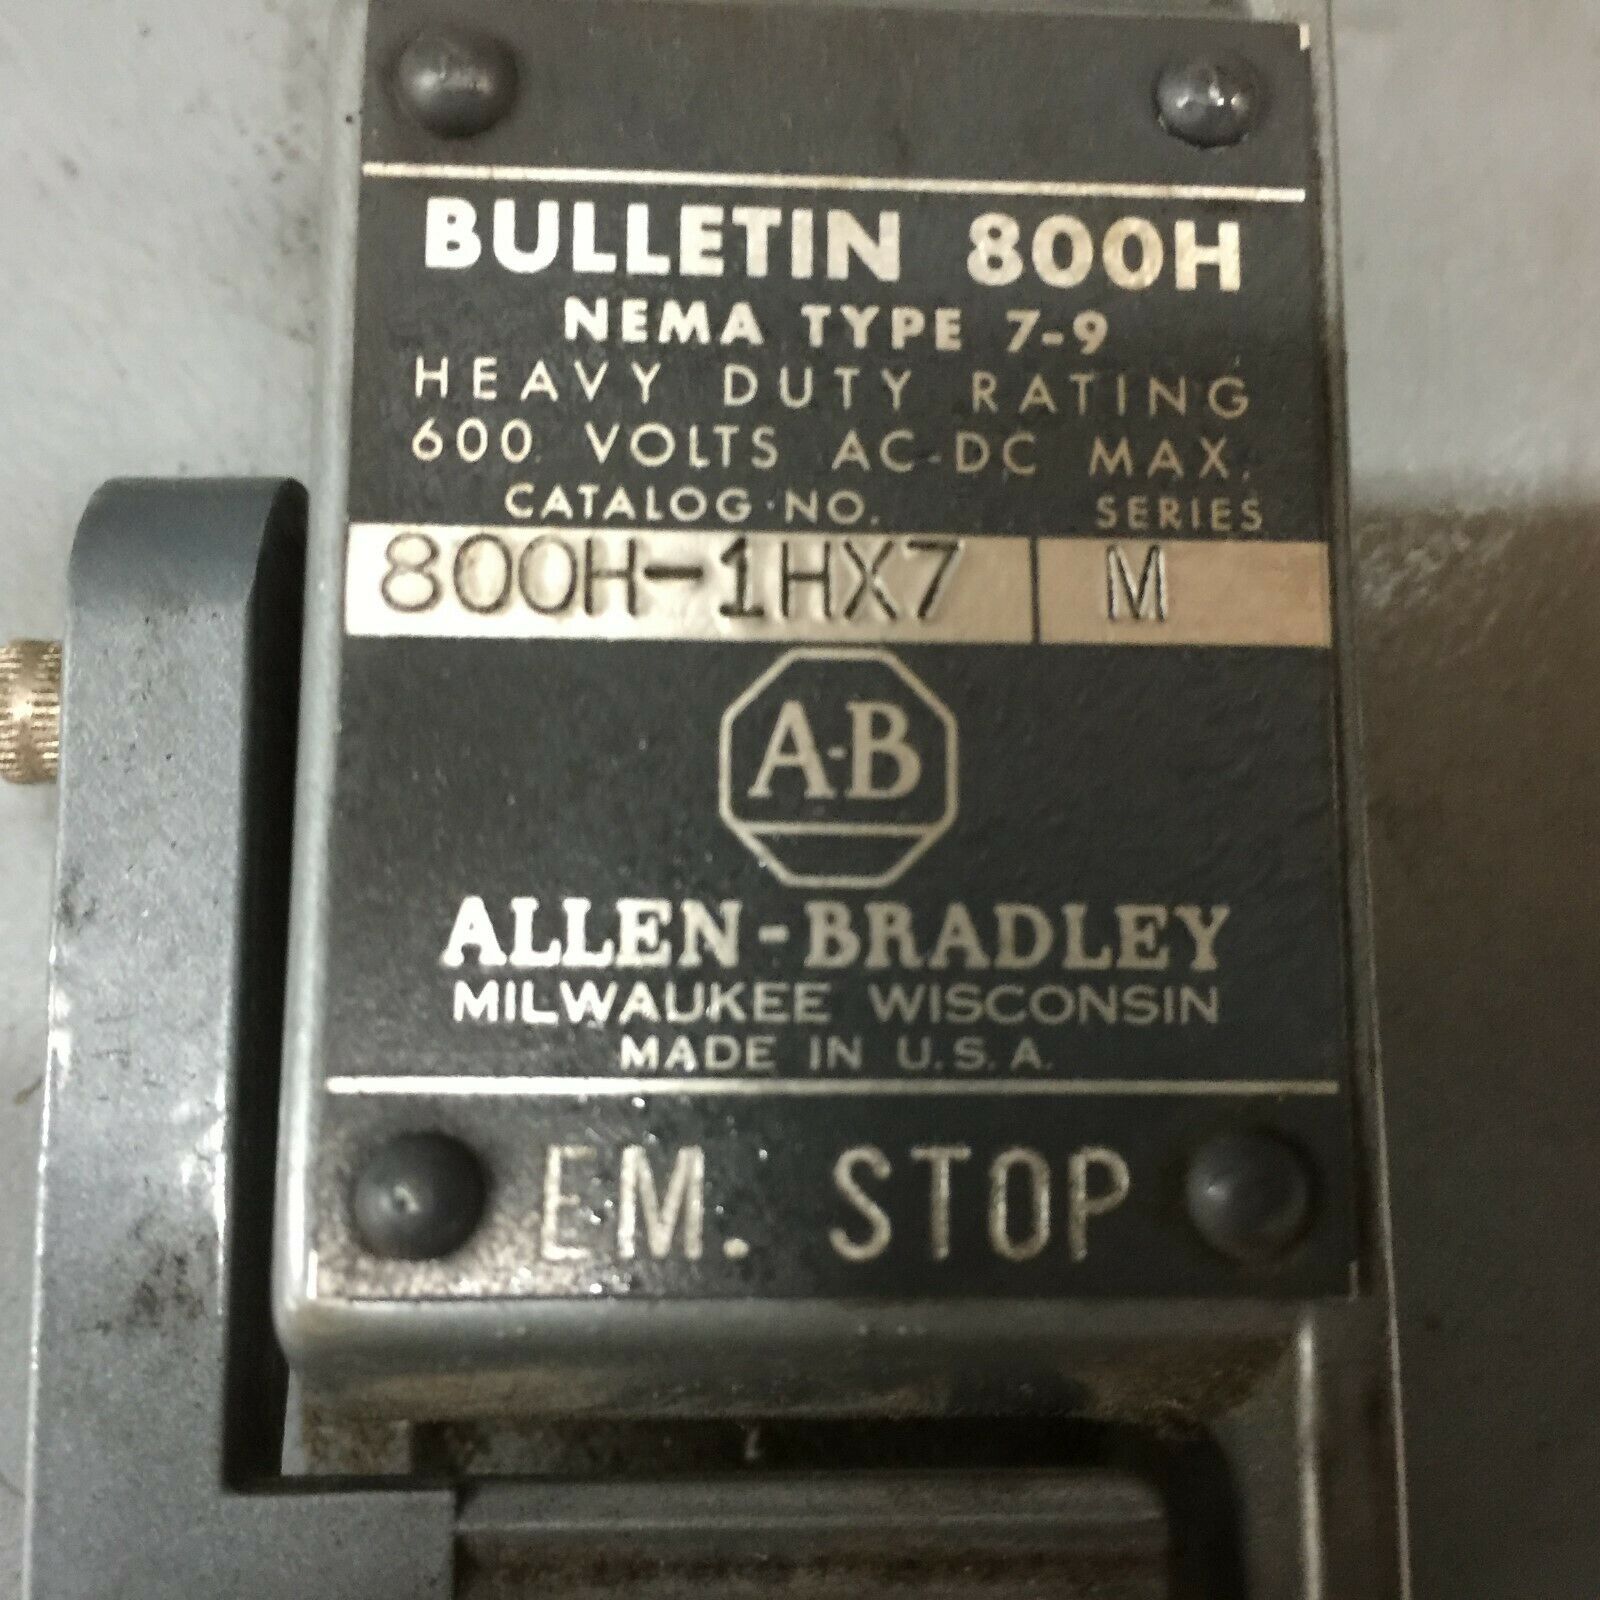 BULLETIN 800H
NEMA TYPE 7-9
HEAVY DUTY RATING
600 VOLTS AC-DC MAX.
CATALOG NO. SERIES
800H-1HX7 M
A-B
ALLEN-BRADLEY
MILWAUKEE WISCONSIN
MADE IN U.S.A.
EM. STOP